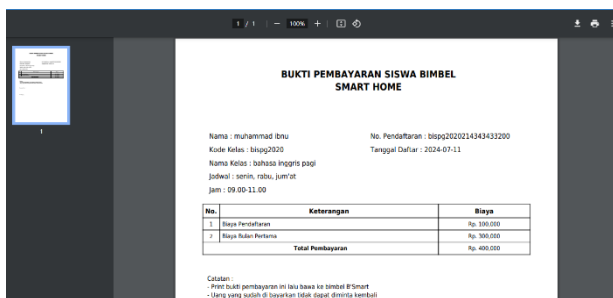 1 / 1 − 100% +
1
BUKTI PEMBAYARAN SISWA BIMBEL
SMART HOME
Nama : muhammad ibnu
No. Pendaftaran : bispg2020214343433200
Kode Kelas : bispg2020
Tanggal Daftar : 2024-07-11
Nama Kelas : bahasa inggris pagi
Jadwal : senin, rabu, jum'at
Jam : 09.00-11.00
No. Keterangan Biaya
1 Biaya Pendaftaran Rp. 100,000
2 Biaya Bulan Pertama Rp. 300,000
Total Pembayaran Rp. 400,000
Catatan :
- Print bukti pembayaran ini lalu bawa ke bimbel B'Smart
- Uang yang sudah di bayarkan tidak dapat diminta kembali